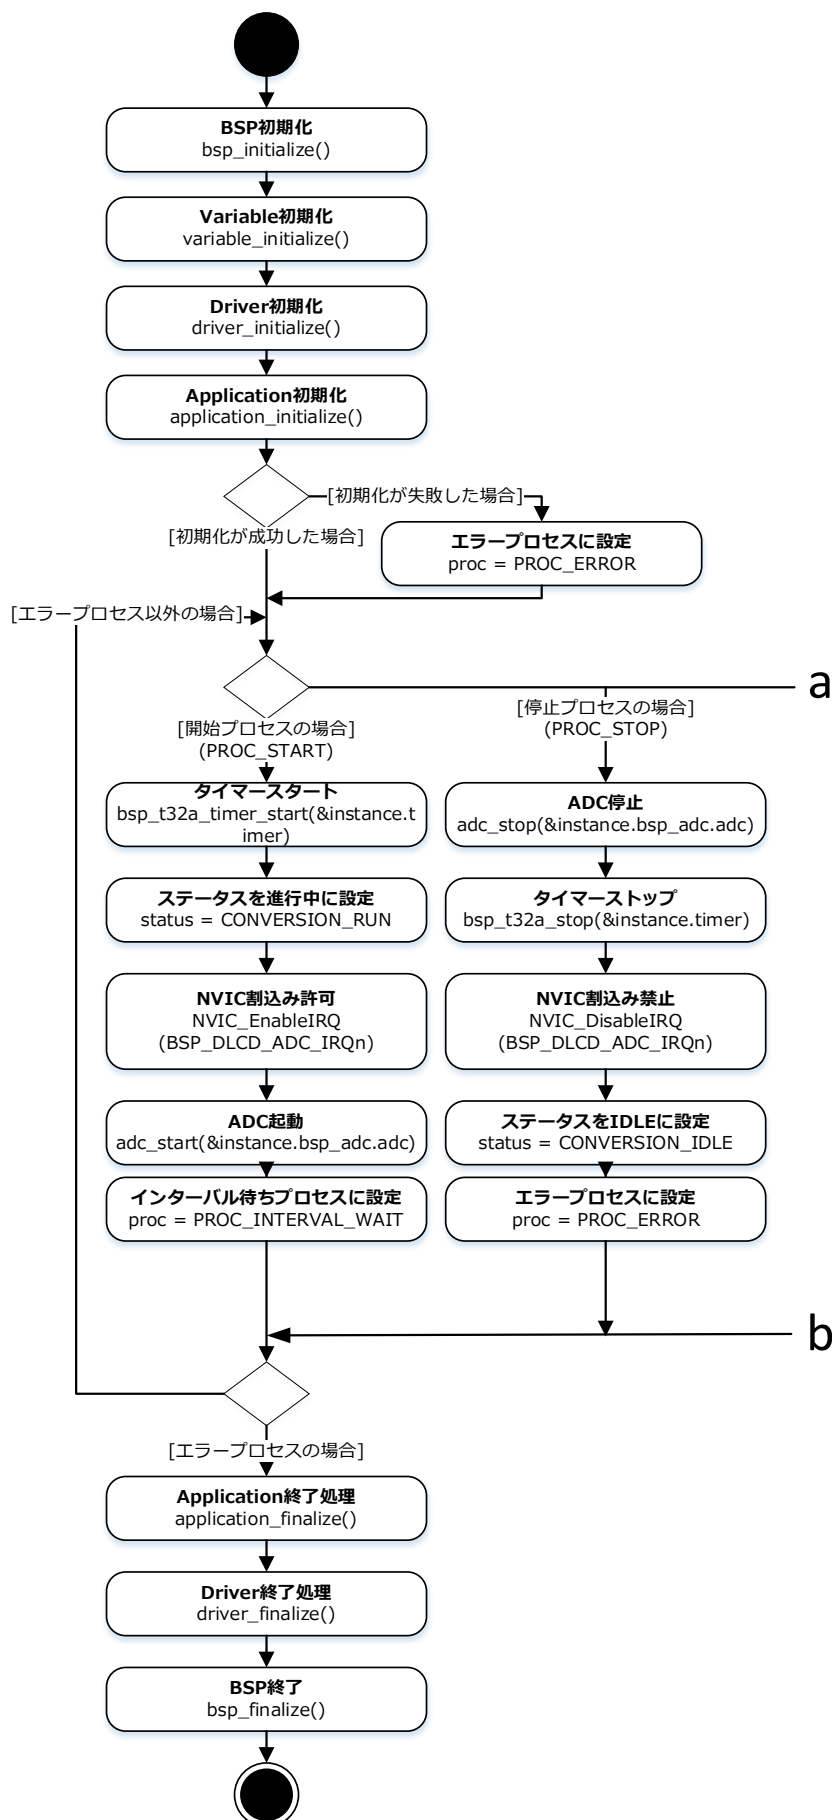 BSP初期化
bsp_initialize()
Variable初期化
variable_initialize()
Driver初期化
driver_initialize()
Application初期化
application_initialize()
[初期化が失敗した場合]
[初期化が成功した場合]
エラープロセスに設定
proc = PROC_ERROR
[エラープロセス以外の場合]
a
[開始プロセスの場合]
(PROC_START)
[停止プロセスの場合]
(PROC_STOP)
タイマースタート
bsp_t32a_timer_start(&instance.t
imer)
ADC停止
adc_stop(&instance.bsp_adc.adc)
ステータスを進行中に設定
status = CONVERSION_RUN
タイマーストップ
bsp_t32a_stop(&instance.timer)
NVIC割込み許可
NVIC_EnableIRQ
(BSP_DLCD_ADC_IRQn)
NVIC割込み禁止
NVIC_DisableIRQ
(BSP_DLCD_ADC_IRQn)
ADC起動
adc_start(&instance.bsp_adc.adc)
ステータスをIDLEに設定
status = CONVERSION_IDLE
インターバル待ちプロセスに設定
proc = PROC_INTERVAL_WAIT
エラープロセスに設定
proc = PROC_ERROR
b
[エラープロセスの場合]
Application終了処理
application_finalize()
Driver終了処理
driver_finalize()
BSP終了
bsp_finalize()